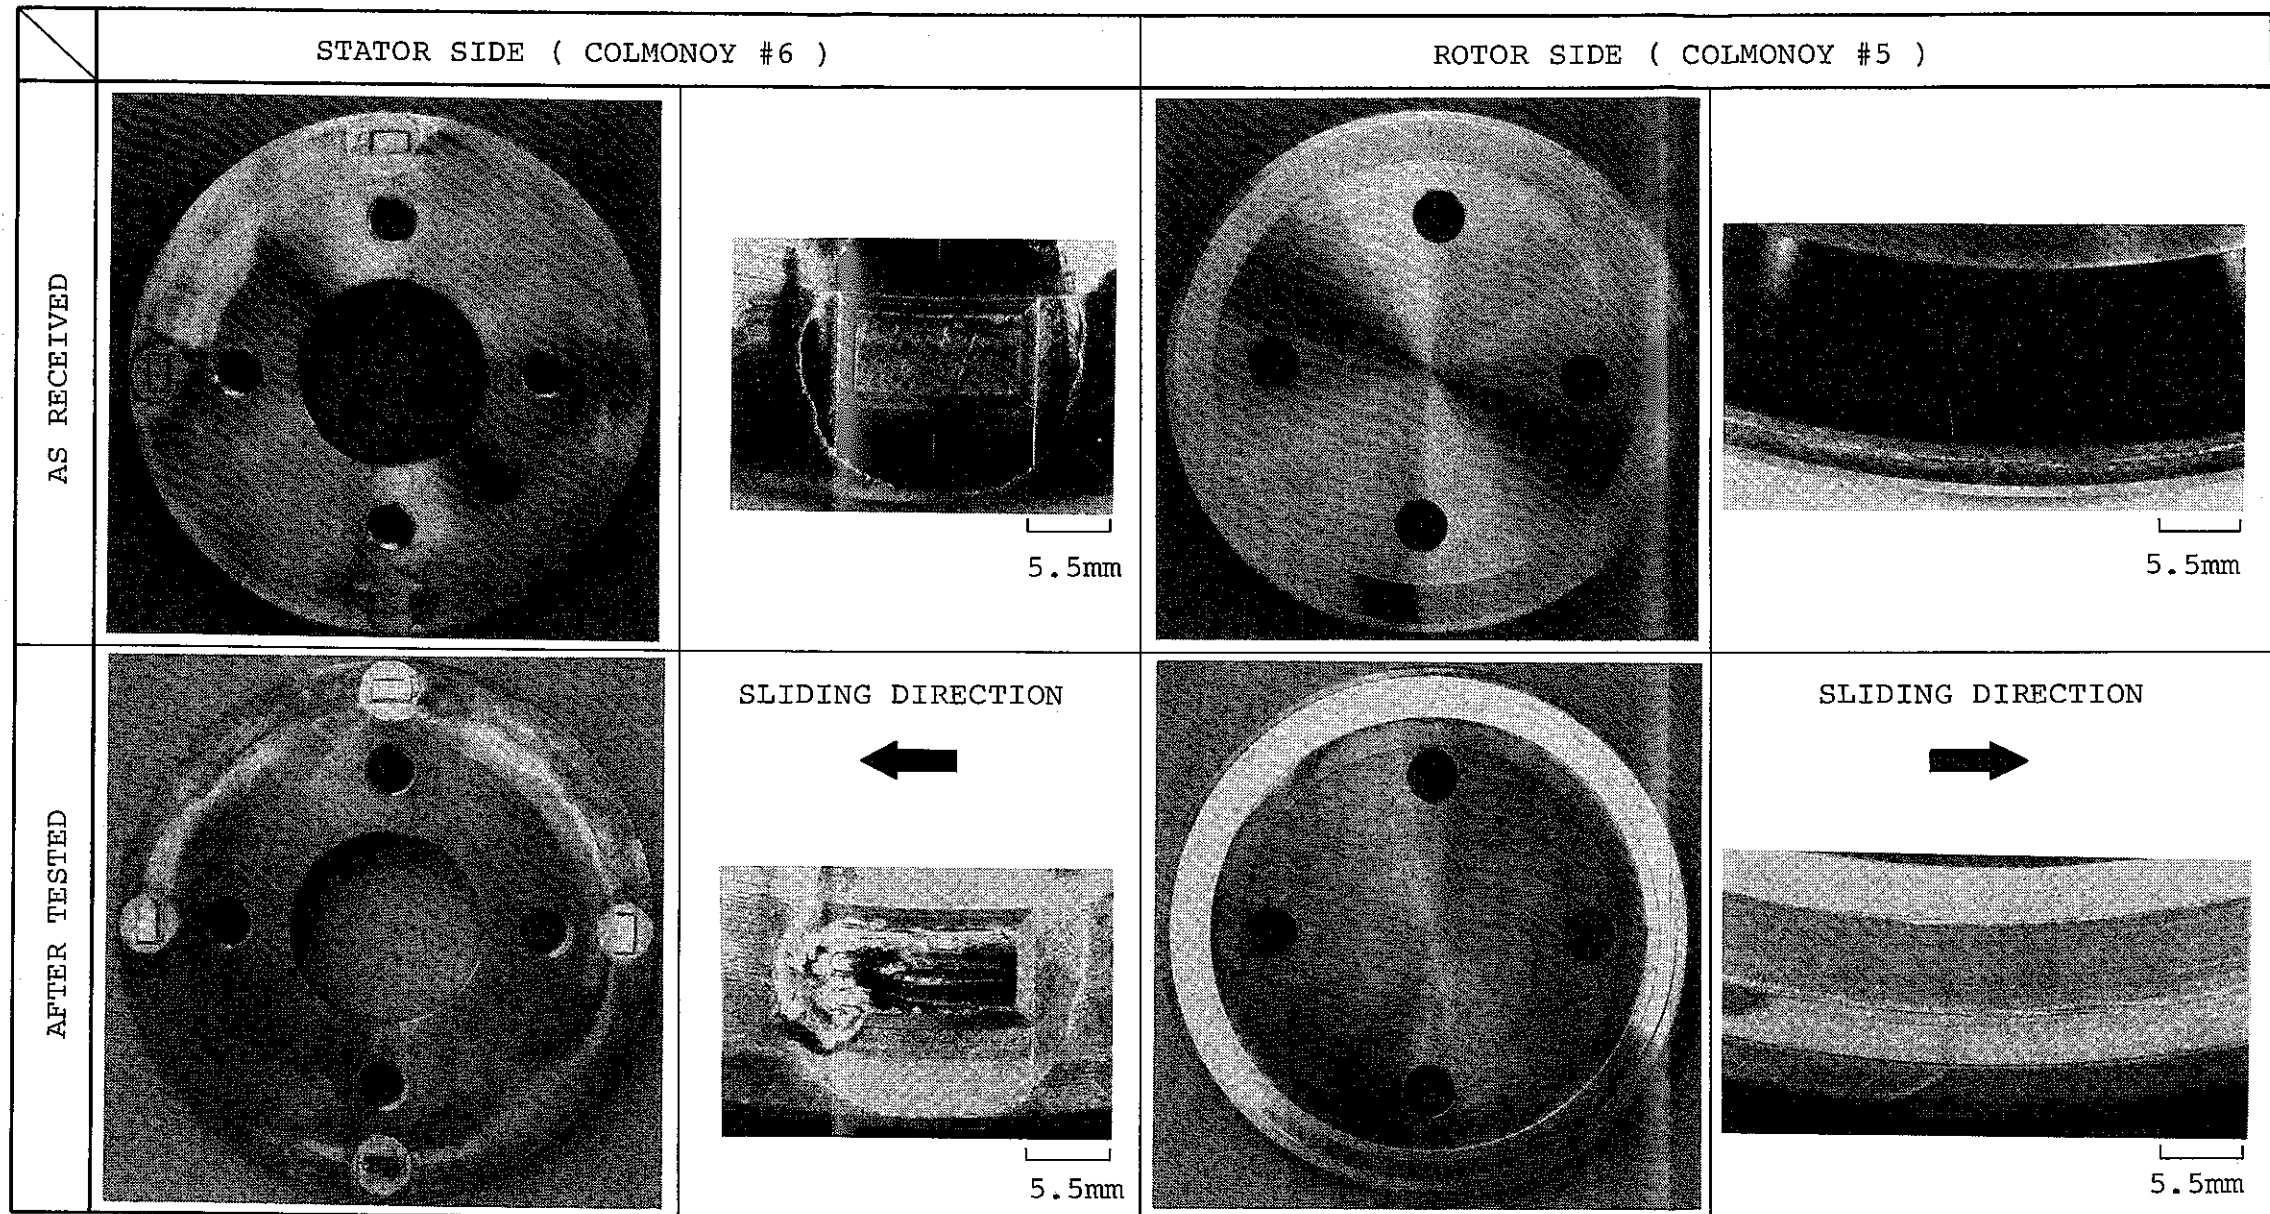 STATOR SIDE ( COLMONOY #6 )
ROTOR SIDE ( COLMONOY #5 )
AS RECEIVED
5.5mm
5.5mm
AFTER TESTED
SLIDING DIRECTION
5.5mm
SLIDING DIRECTION
5.5mm